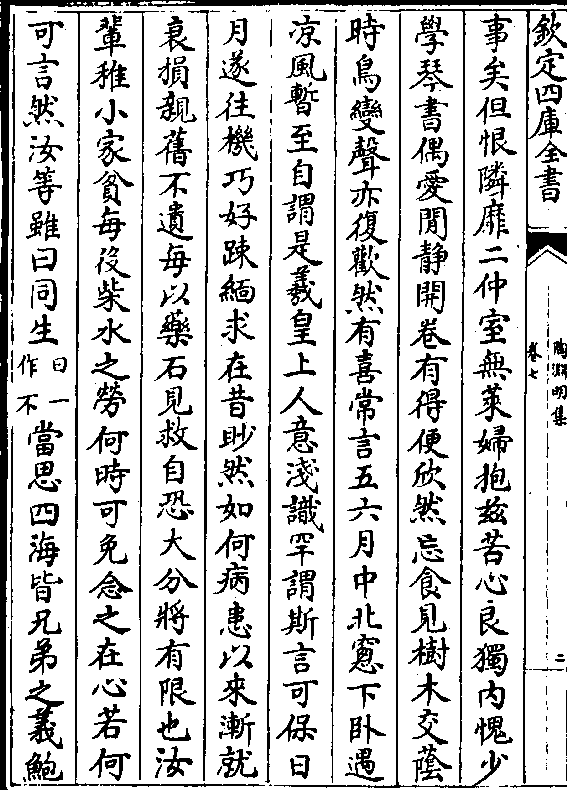 欽定四庫全書
陶淵明集
卷七
二
事矣但恨隣靡二仲室無萊婦抱兹苦心良獨内愧少
學琴書偶愛閒靜開卷有得便欣然忘食見樹木交蔭
時鳥變聲亦復歡然有喜常言五六月中北窻下卧遇
凉風暫至自謂是羲皇上人意淺識罕謂斯言可保日
月遂往機巧好踈緬求在昔眇然如何病患以來漸就
衰損親舊不遺每以藥石見救自恐大分將有限也汝
輩稚小家貧每役柴水之勞何時可免念之在心若何
可言然汝等雖曰同生曰一作不當思四海皆兄弟之義鮑